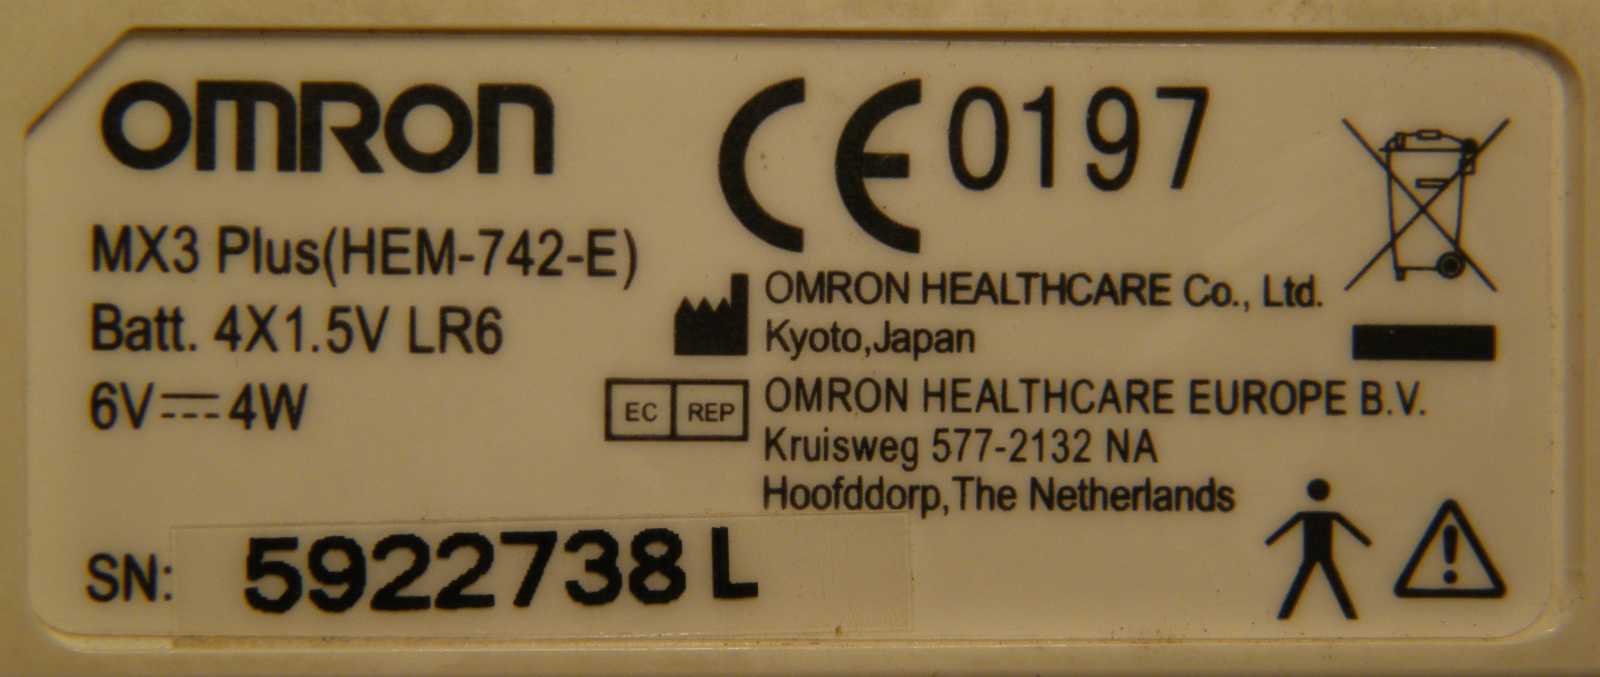 OMRON
CE 0197
MX3 Plus(HEM-742-E)
Batt. 4X1.5V LR6
6V⎓4W
OMRON HEALTHCARE Co., Ltd.
Kyoto,Japan
EC REP
OMRON HEALTHCARE EUROPE B.V.
Kruisweg 577-2132 NA
Hoofddorp,The Netherlands
SN: 5922738L